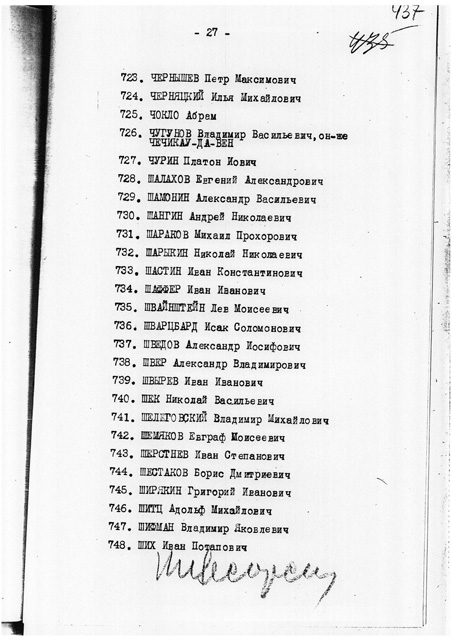 437
- 27 -
435
723. ЧЕРНЫШЕВ Петр Максимович
724. ЧЕРНЯЦКИЙ Илья Михайлович
725. ЧОКЛО Абрам
726. ЧУГУНОВ Владимир Васильевич, он-же
ЧЕЧИКАУ-ДА-ВЕН
727. ЧУРИН Платон Иович
728. ШАЛАХОВ Евгений Александрович
729. ШАМОНИН Александр Васильевич
730. ШАНГИН Андрей Николаевич
731. ШАРАКОВ Михаил Прохорович
732. ШАРЫКИН Николай Николаевич
733. ШАСТИН Иван Константинович
734. ШАФФЕР Иван Иванович
735. ШВАЙНШТЕЙН Лев Моисеевич
736. ШВАРЦБАРД Исак Соломонович
737. ШВЕДОВ Александр Иосифович
738. ШВЕР Александр Владимирович
739. ШВЫРЕВ Иван Иванович
740. ШЕК Николай Васильевич
741. ШЕЛЕГОВСКИЙ Владимир Михайлович
742. ШЕМЯКОВ Евграф Моисеевич
743. ШЕРСТНЕВ Иван Степанович
744. ШЕСТАКОВ Борис Дмитриевич
745. ШИРЯКИН Григорий Иванович
746. ШИТЦ Адольф Михайлович
747. ШИФМАН Владимир Яковлевич
748. ШИХ Иван Потапович